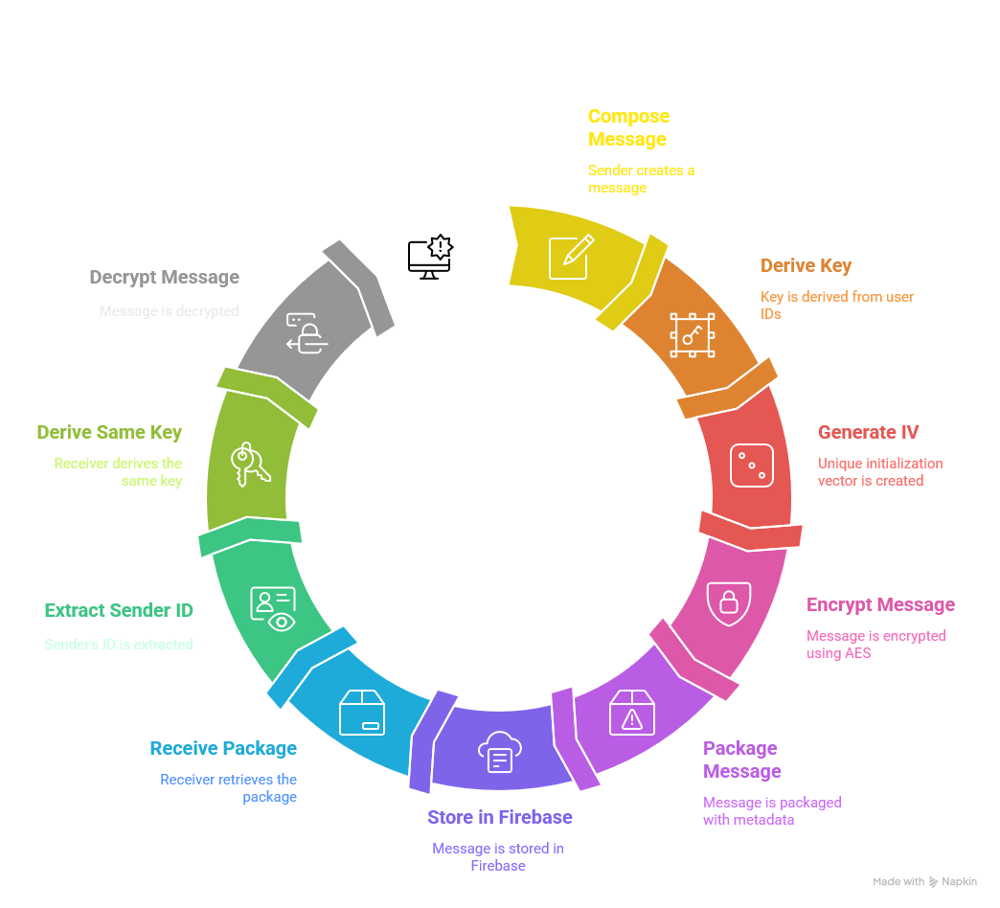 Compose
Message
Sender creates a
message
Derive Key
Key is derived from user
IDs
Generate IV
Unique initialization
vector is created
Encrypt Message
Message is encrypted
using AES
Package
Message
Message is packaged
with metadata
Store in Firebase
Message is stored in
Firebase
Receive Package
Receiver retrieves the
package
Extract Sender ID
Sender's ID is extracted
Derive Same Key
Receiver derives the
same key
Decrypt Message
Message is decrypted
Made with Napkin